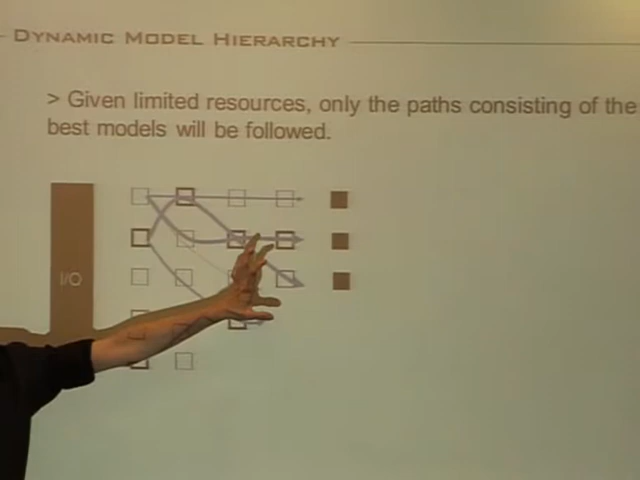 DYNAMIC MODEL HIERARCHY
> Given limited resources, only the paths consisting of the
best models will be followed.
I/O